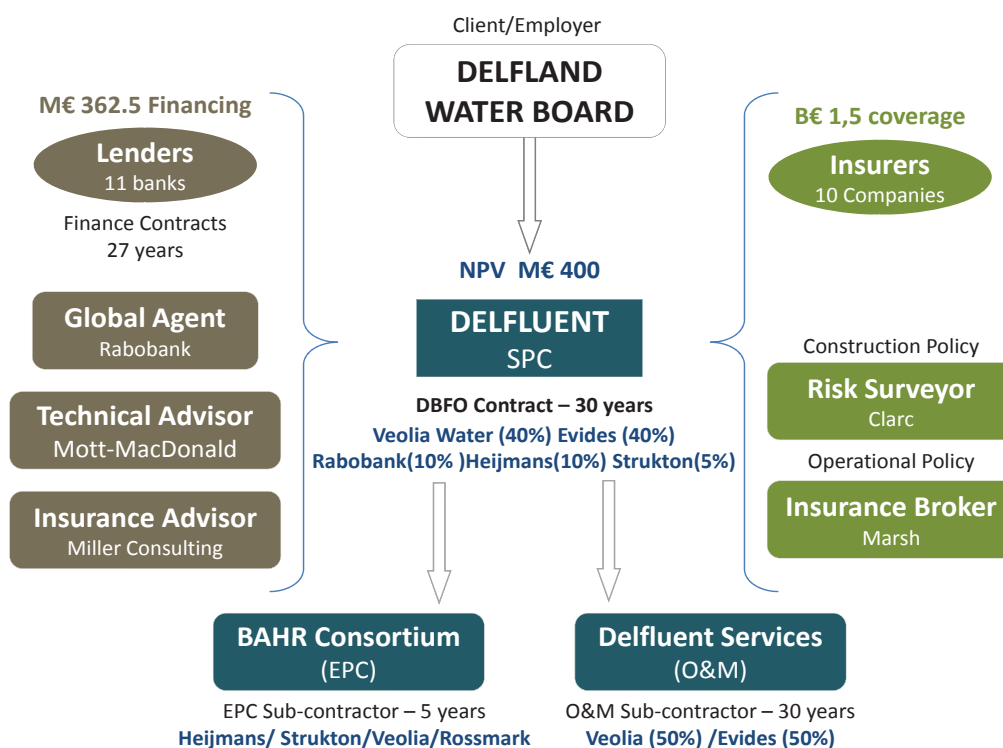 Client/Employer
DELFLAND
WATER BOARD
M€ 362.5 Financing
Lenders
11 banks
Finance Contracts
27 years
Global Agent
Rabobank
Technical Advisor
Mott-MacDonald
Insurance Advisor
Miller Consulting
NPV M€ 400
DELFLUENT
SPC
DBFO Contract – 30 years
Veolia Water (40%) Evides (40%)
Rabobank(10% )Heijmans(10%) Strukton(5%)
B€ 1,5 coverage
Insurers
10 Companies
Construction Policy
Risk Surveyor
Clarc
Operational Policy
Insurance Broker
Marsh
BAHR Consortium
(EPC)
EPC Sub-contractor – 5 years
Heijmans/ Strukton/Veolia/Rossmark
Delfluent Services
(O&M)
O&M Sub-contractor – 30 years
Veolia (50%) /Evides (50%)